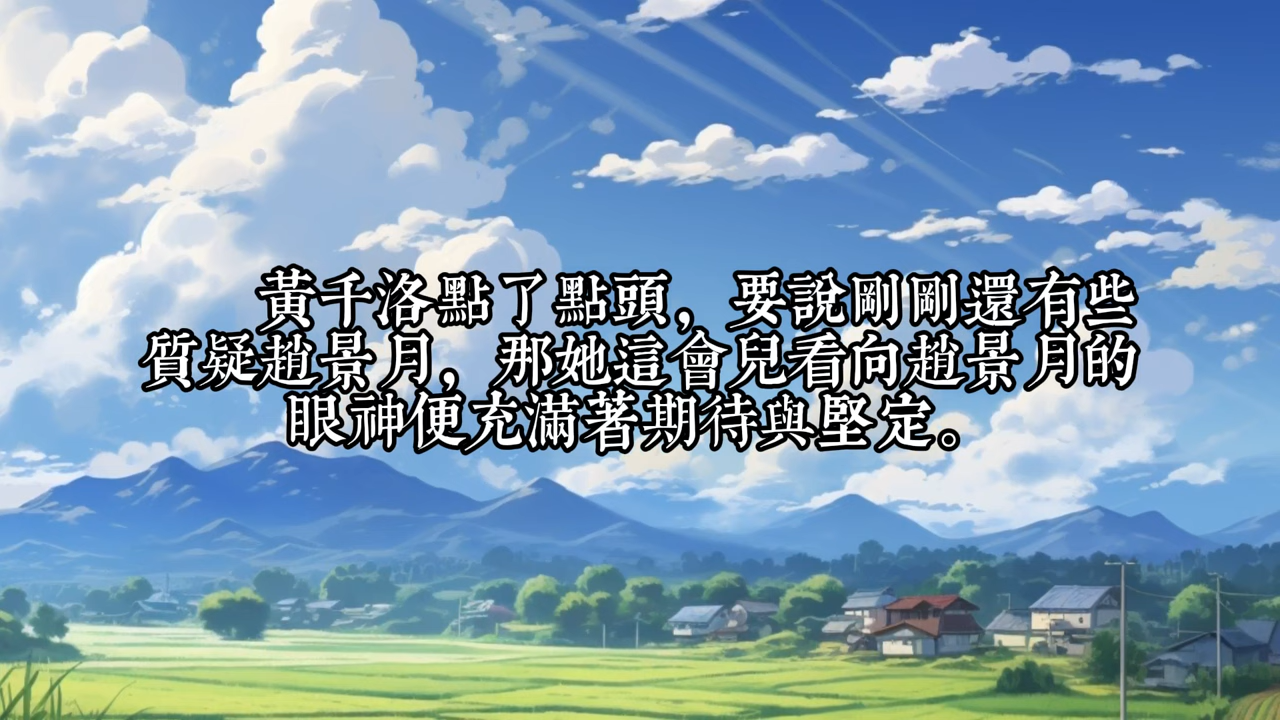 黃千洛點了點頭，要說剛剛還有些
質疑趙景月，那她這會兒看向趙景月的
眼神便充滿著期待與堅定。